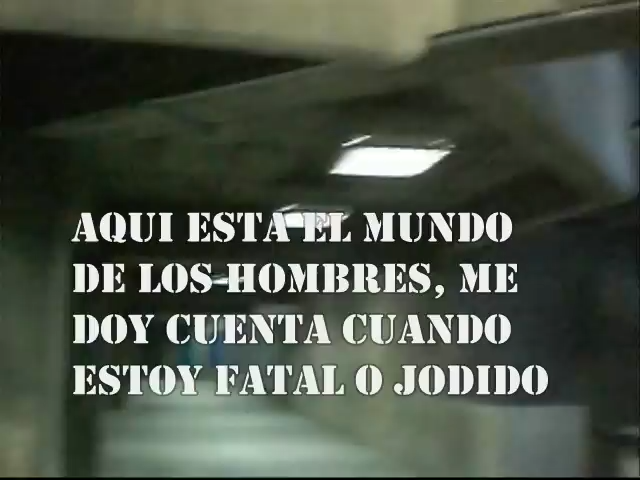 AQUI ESTA EL MUNDO
DE LOS HOMBRES, ME
DOY CUENTA CUANDO
ESTOY FATAL O JODIDO